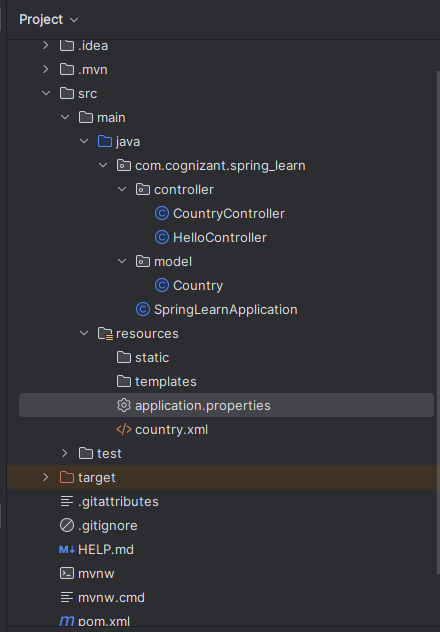 Project
.idea
.mvn
src
main
java
com.cognizant.spring_learn
controller
C CountryController
C HelloController
model
C Country
C SpringLearnApplication
resources
static
templates
application.properties
</> country.xml
test
target
.gitattributes
.gitignore
M↓ HELP.md
mvnw
mvnw.cmd
m pom.xml